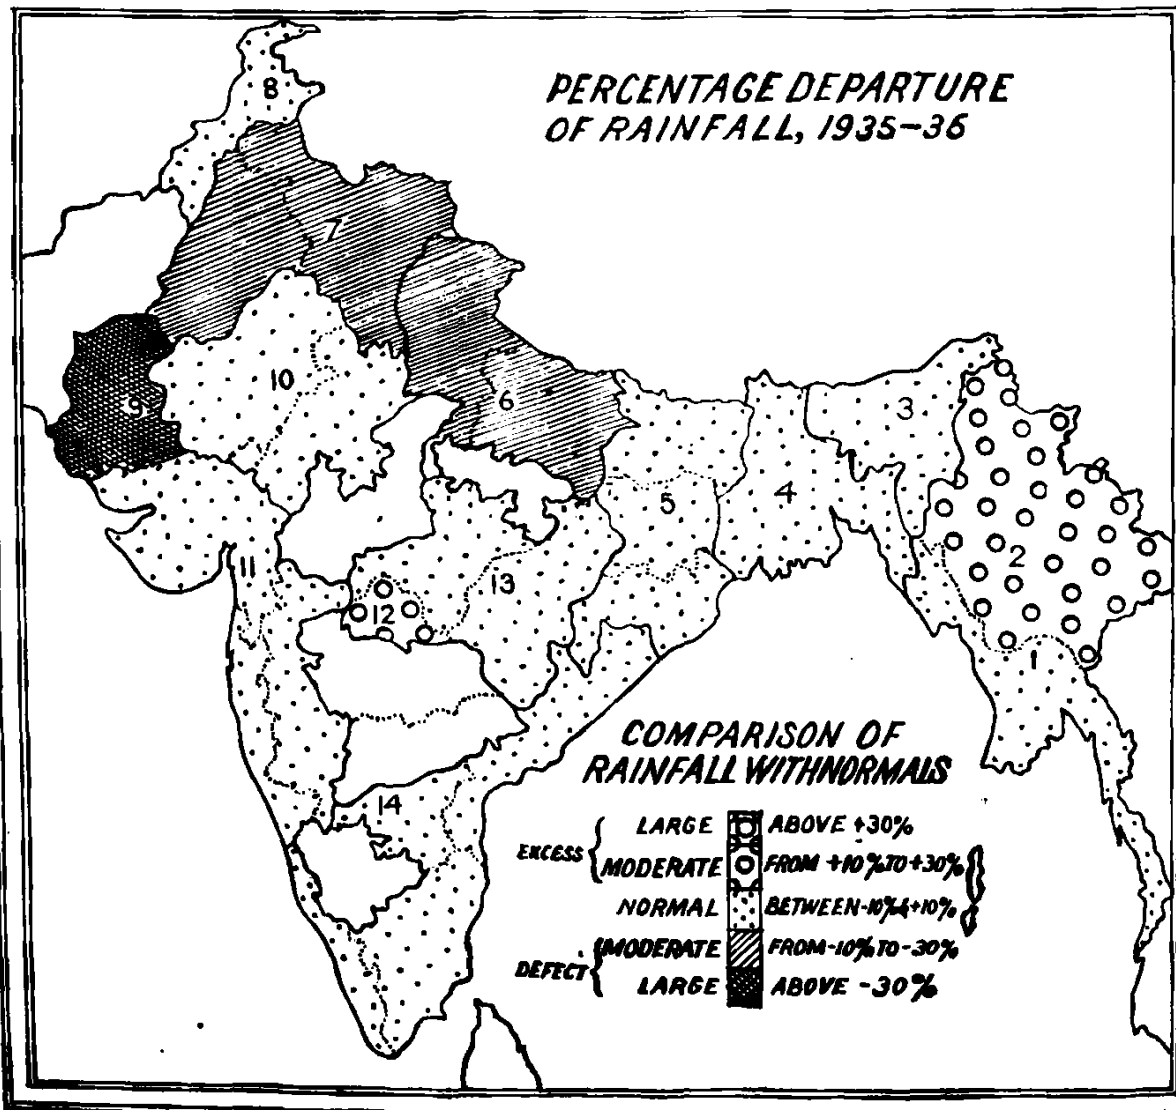 PERCENTAGE DEPARTURE
OF RAINFALL, 1935-36
8
7
10
9
6
3
5
4
2
11
13
12
1
14
COMPARISON OF
RAINFALL WITHNORMALS
EXCESS
LARGE ABOVE +30%
MODERATE FROM +10% TO +30%
NORMAL BETWEEN -10% & +10%
DEFECT
MODERATE FROM -10% TO -30%
LARGE ABOVE -30%